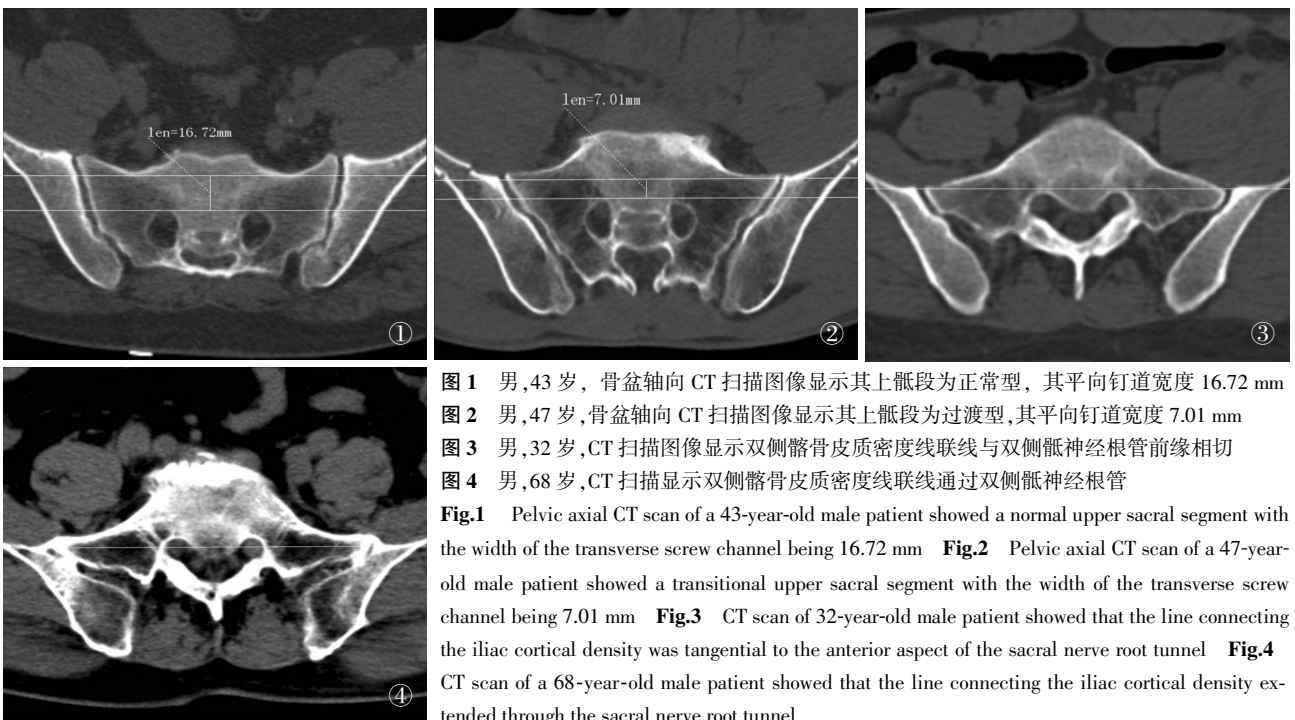 len=16.72mm
①
len=7.01mm
②
③
④
图 1 男,43 岁, 骨盆轴向 CT 扫描图像显示其上骶段为正常型, 其平向钉道宽度 16.72 mm
图 2 男,47 岁,骨盆轴向 CT 扫描图像显示其上骶段为过渡型,其平向钉道宽度 7.01 mm
图 3 男,32 岁,CT 扫描图像显示双侧髂骨皮质密度线联线与双侧骶神经根管前缘相切
图 4 男,68 岁,CT 扫描显示双侧髂骨皮质密度线联线通过双侧骶神经根管
Fig.1 Pelvic axial CT scan of a 43-year-old male patient showed a normal upper sacral segment with
the width of the transverse screw channel being 16.72 mm Fig.2 Pelvic axial CT scan of a 47-year-
old male patient showed a transitional upper sacral segment with the width of the transverse screw
channel being 7.01 mm Fig.3 CT scan of 32-year-old male patient showed that the line connecting
the iliac cortical density was tangential to the anterior aspect of the sacral nerve root tunnel Fig.4
CT scan of a 68-year-old male patient showed that the line connecting the iliac cortical density ex-
tended through the sacral nerve root tunnel